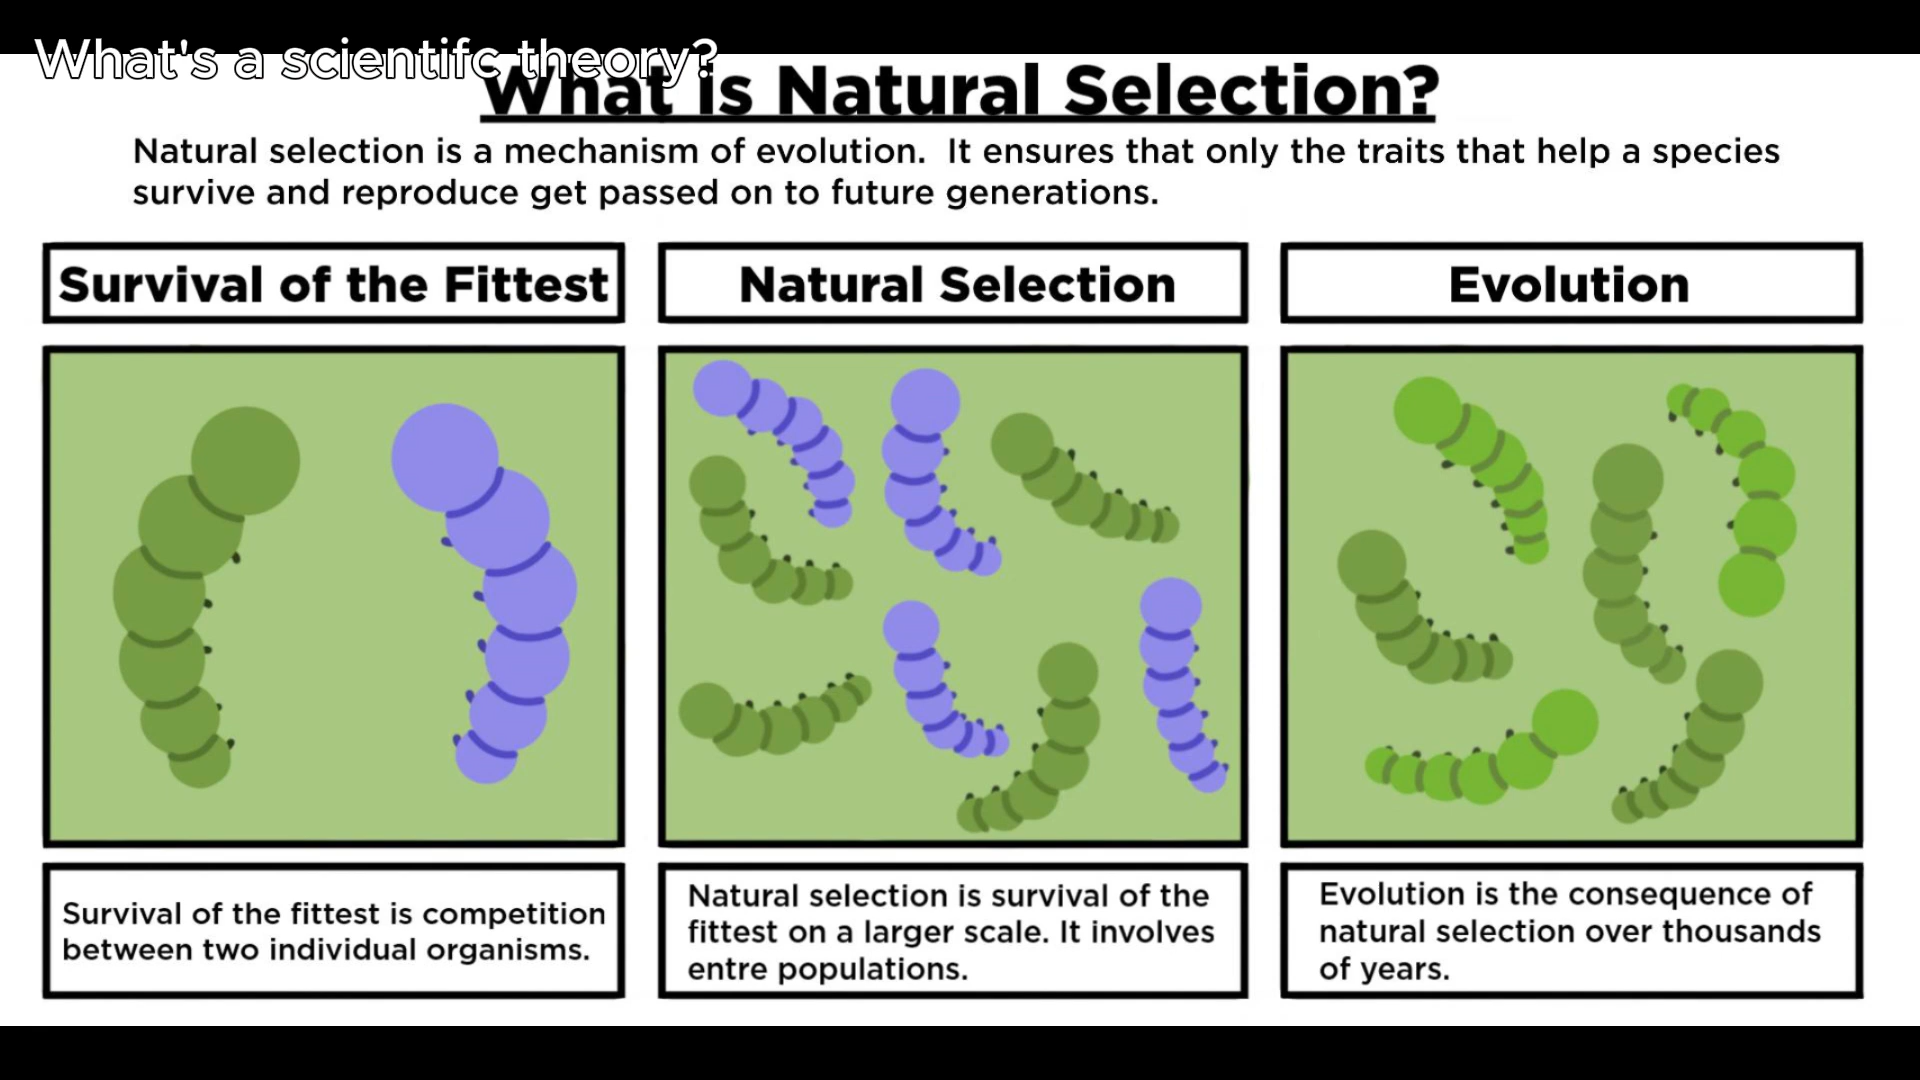 What's a scientifc theory?
What is Natural Selection?
Natural selection is a mechanism of evolution. It ensures that only the traits that help a species
survive and reproduce get passed on to future generations.
Survival of the Fittest
Natural Selection
Evolution
Survival of the fittest is competition
between two individual organisms.
Natural selection is survival of the
fittest on a larger scale. It involves
entre populations.
Evolution is the consequence of
natural selection over thousands
of years.